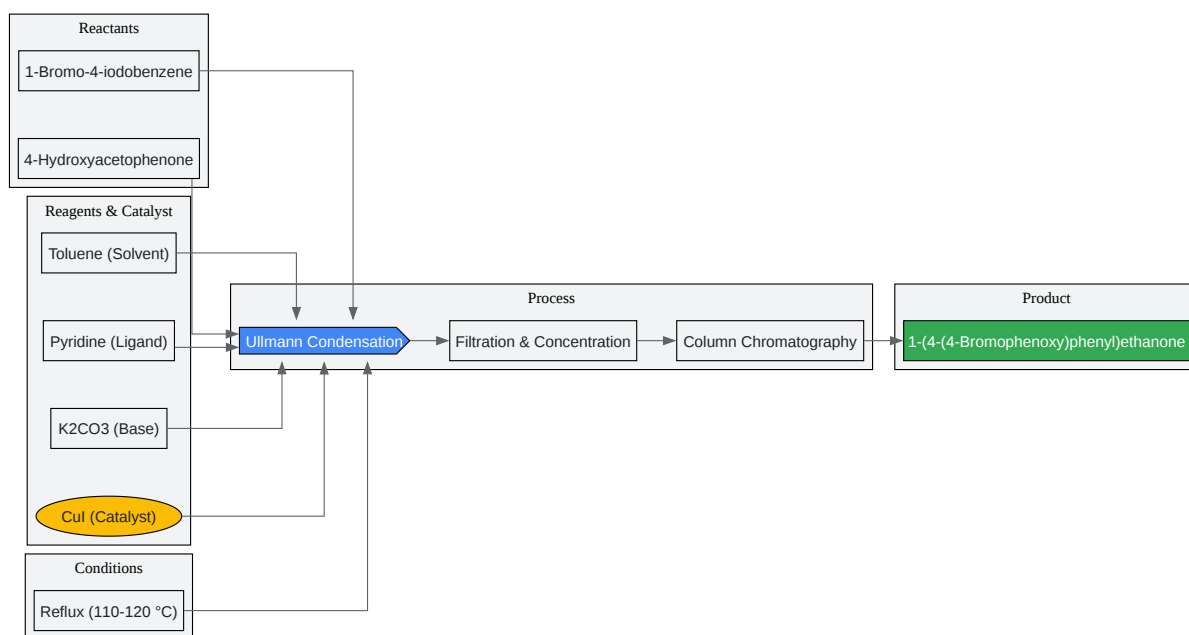 Reactants
1-Bromo-4-iodobenzene
4-Hydroxyacetophenone
Reagents & Catalyst
Toluene (Solvent)
Pyridine (Ligand)
K2CO3 (Base)
CuI (Catalyst)
Conditions
Reflux (110-120 °C)
Process
Ullmann Condensation
Filtration & Concentration
Column Chromatography
Product
1-(4-(4-Bromophenoxy)phenyl)ethanone